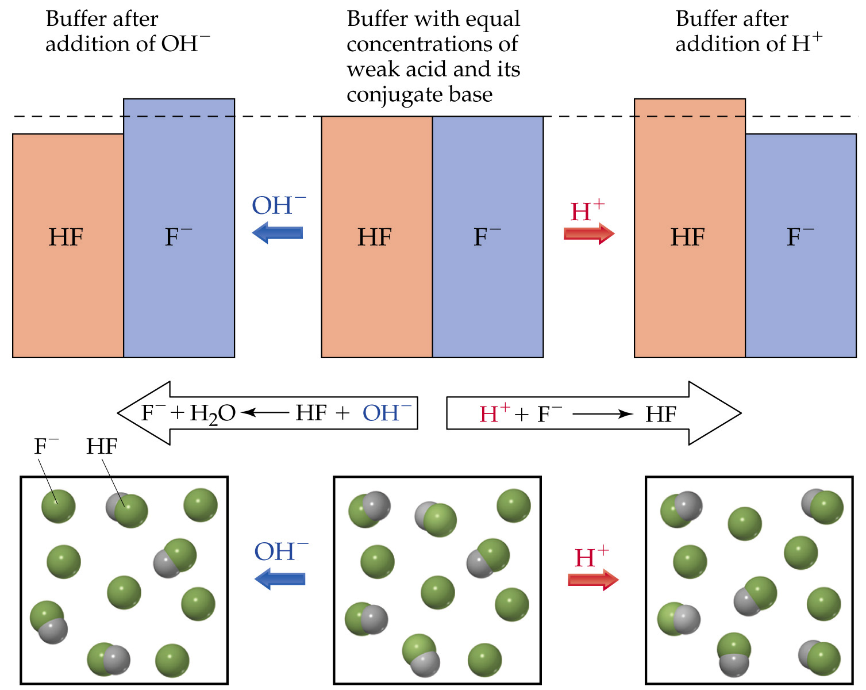 Buffer after
addition of OH⁻
Buffer with equal
concentrations of
weak acid and its
conjugate base
Buffer after
addition of H⁺
HF
F⁻
OH⁻
HF
F⁻
H⁺
HF
F⁻
F⁻ + H₂O ← HF + OH⁻
H⁺ + F⁻ → HF
F⁻
HF
OH⁻
H⁺